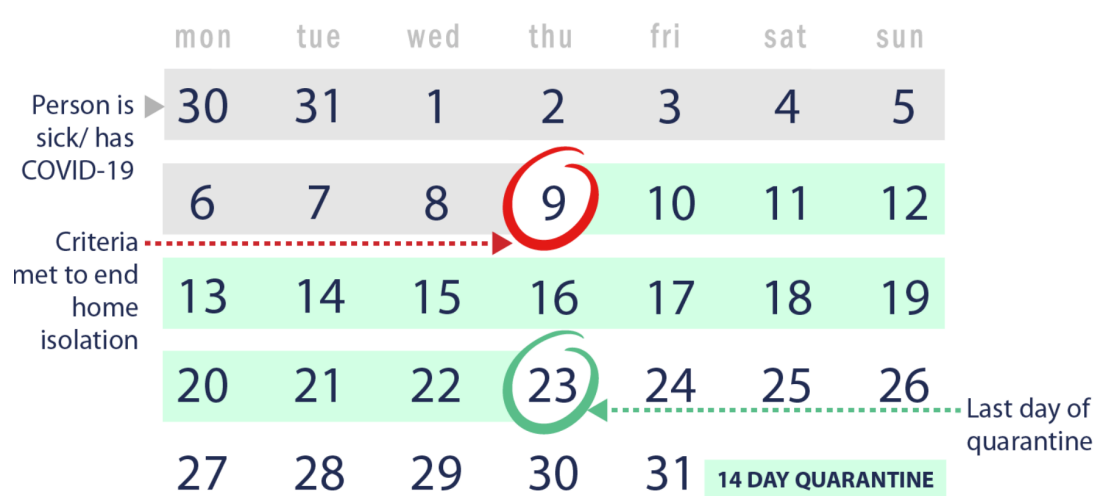 mon tue wed thu fri sat sun
Person is
sick/ has
COVID-19
30 31 1 2 3 4 5
6 7 8 9 10 11 12
Criteria
met to end
home
isolation
13 14 15 16 17 18 19
20 21 22 23 24 25 26
Last day of
quarantine
27 28 29 30 31
14 DAY QUARANTINE